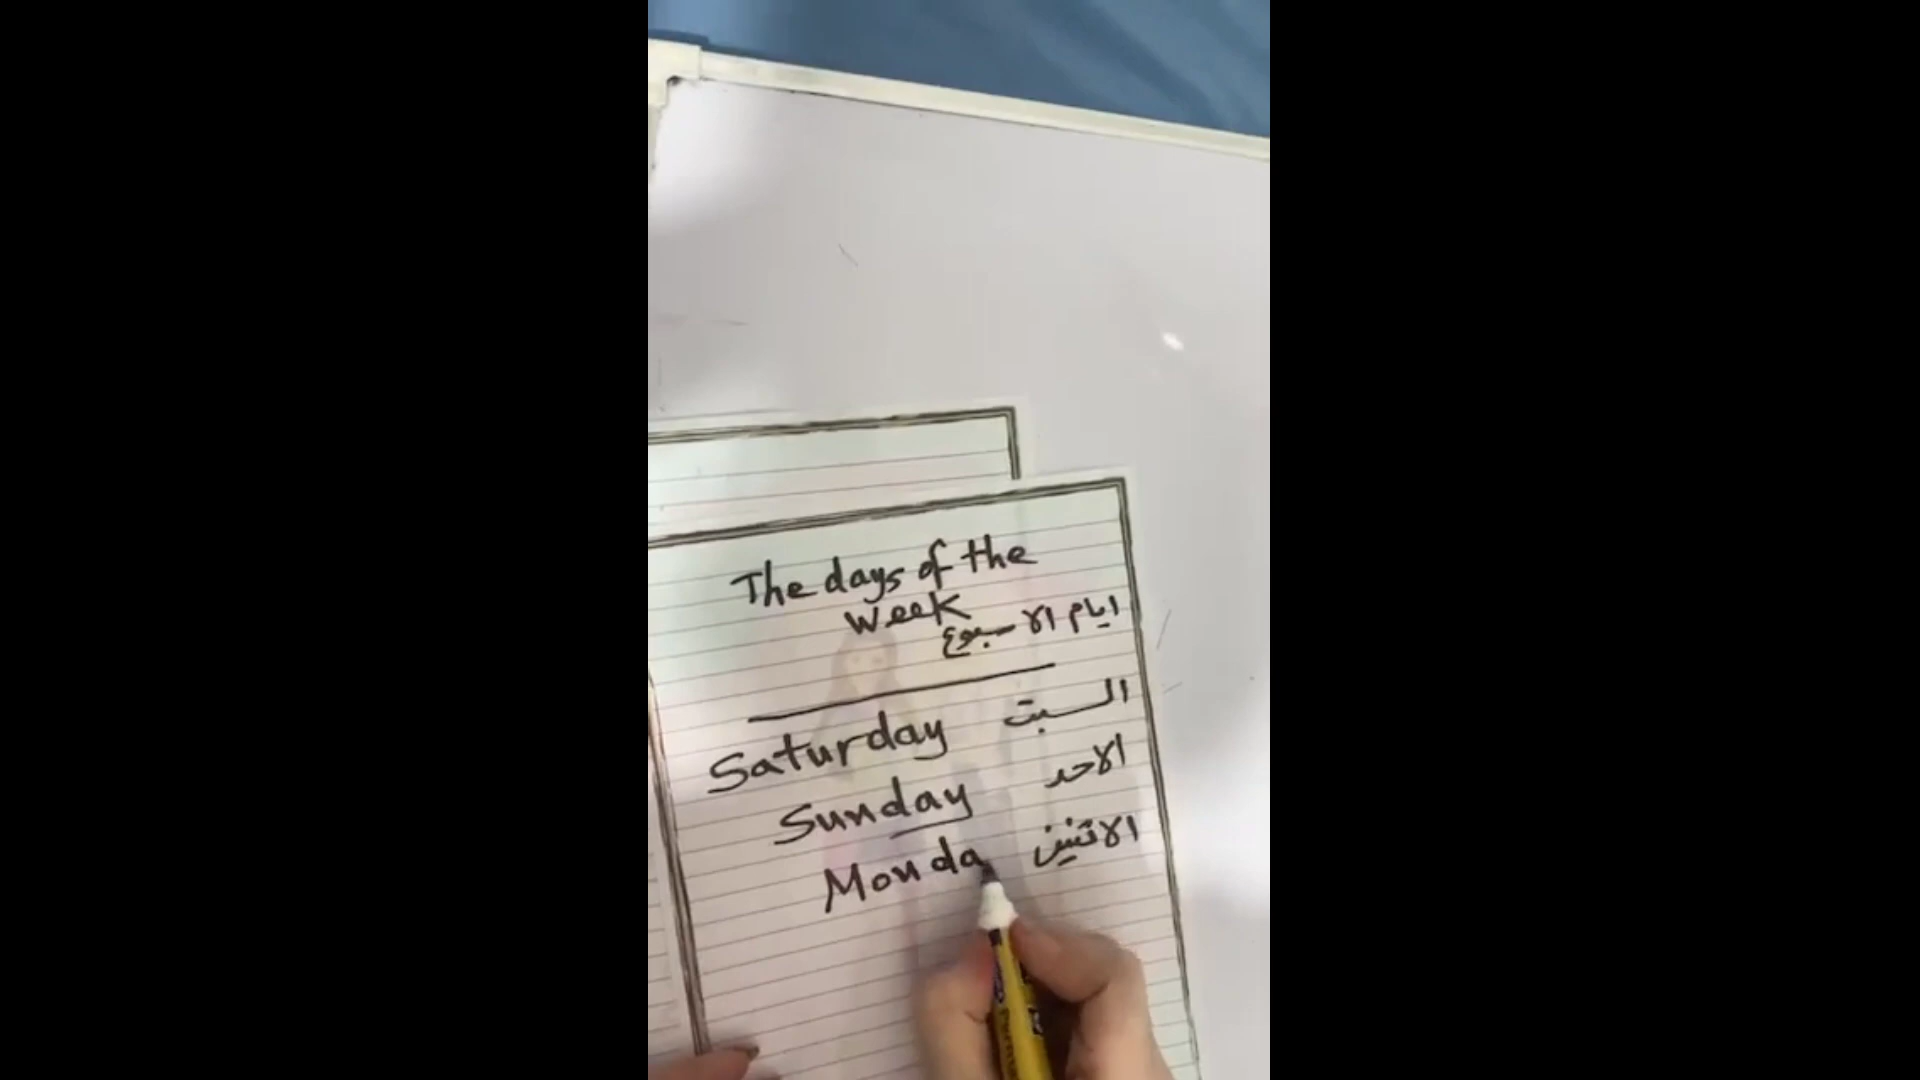 The days of the
week
ايام الاسبوع
Saturday السبت
Sunday الاحد
Monda الاثنين